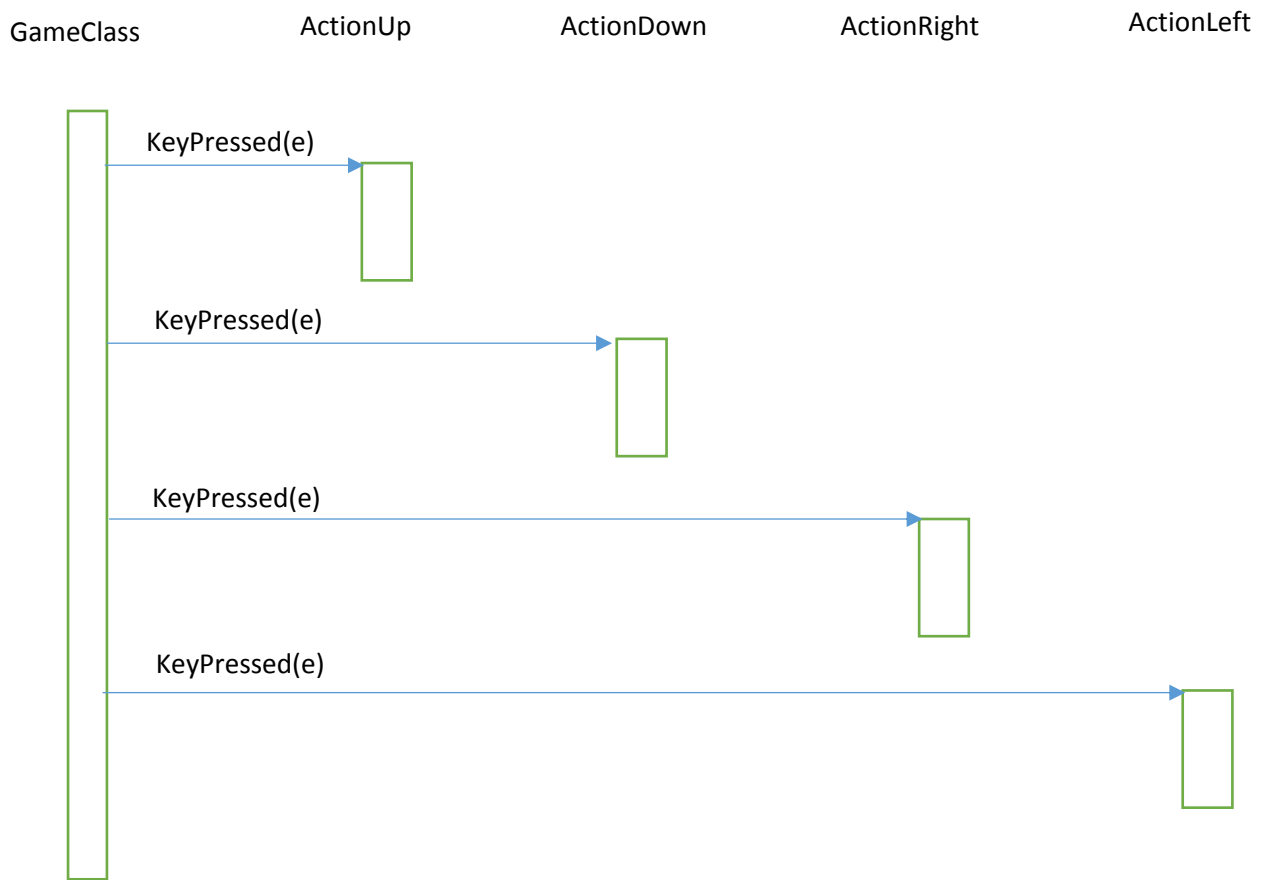 GameClass
ActionUp
ActionDown
ActionRight
ActionLeft
KeyPressed(e)
KeyPressed(e)
KeyPressed(e)
KeyPressed(e)